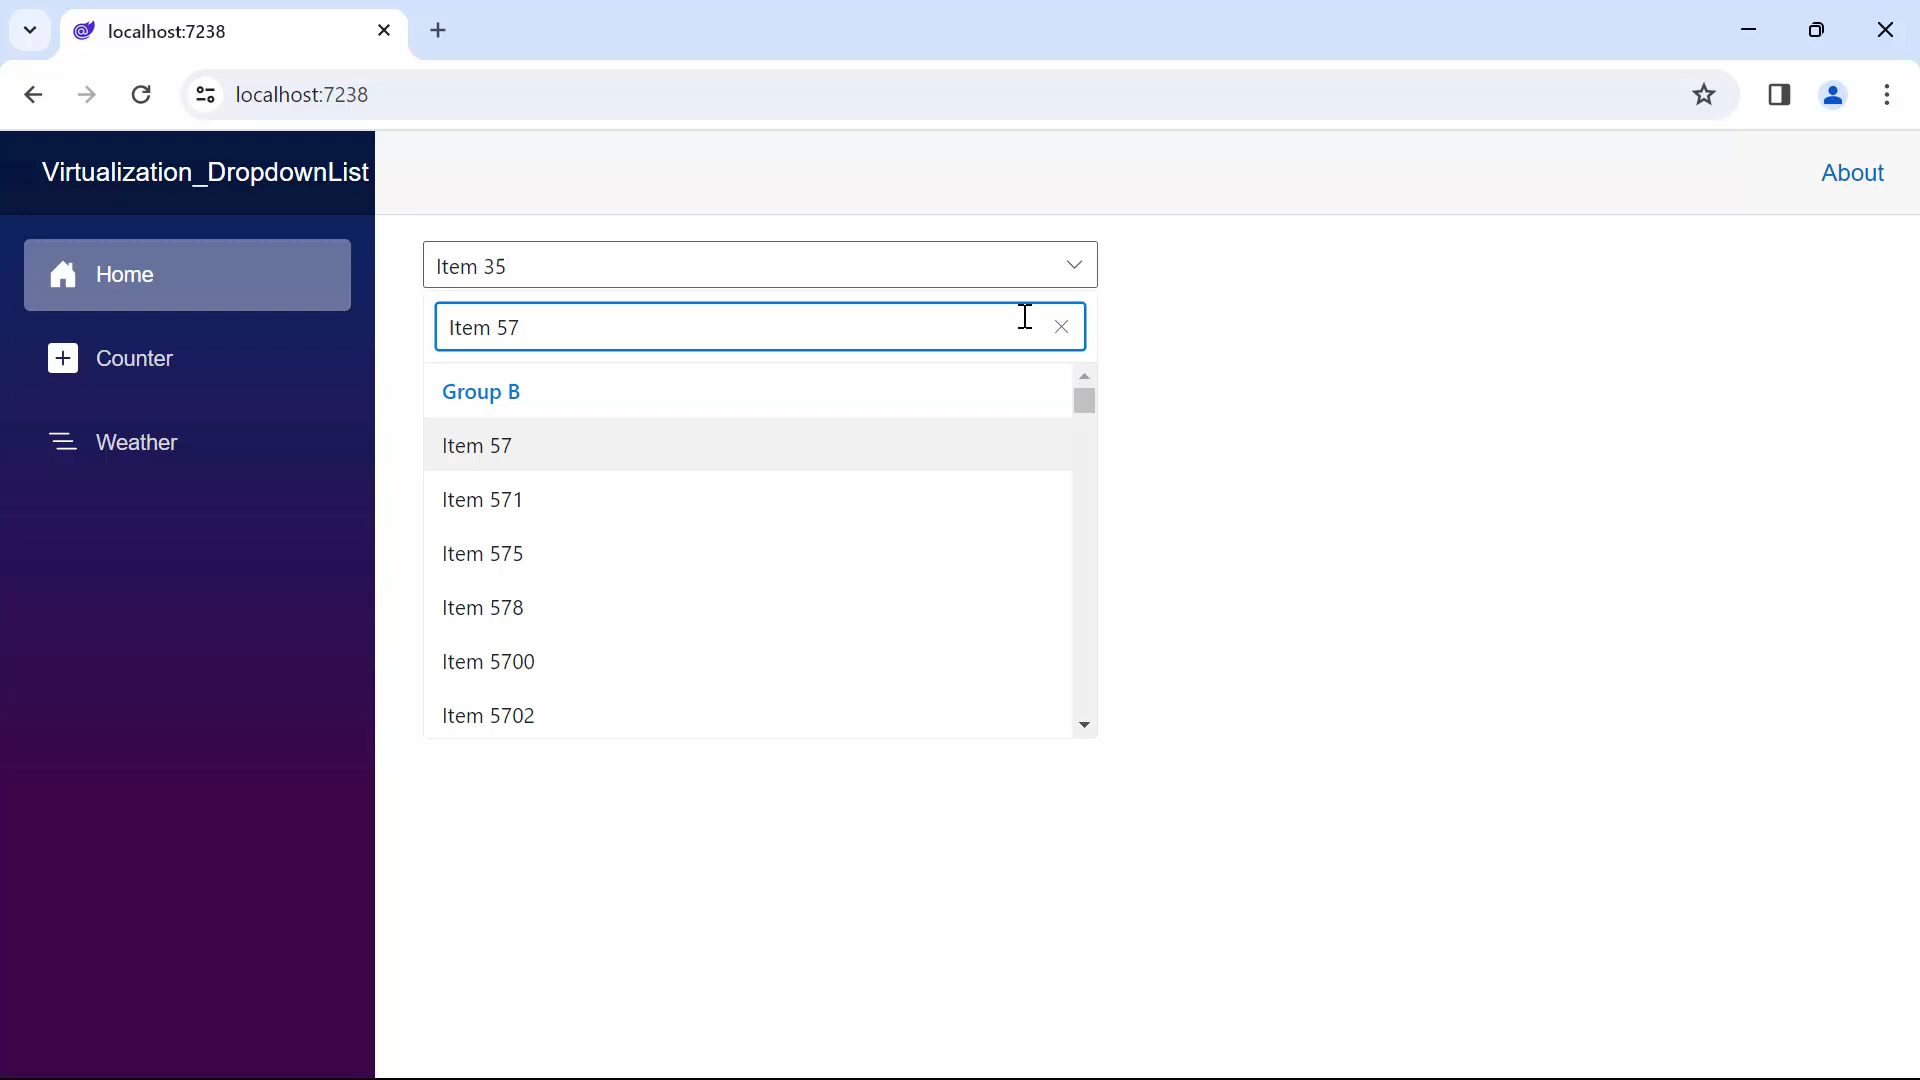 localhost:7238
localhost:7238
Virtualization_DropdownList
About
Home
Counter
Weather
Item 35
Item 57
Group B
Item 57
Item 571
Item 575
Item 578
Item 5700
Item 5702